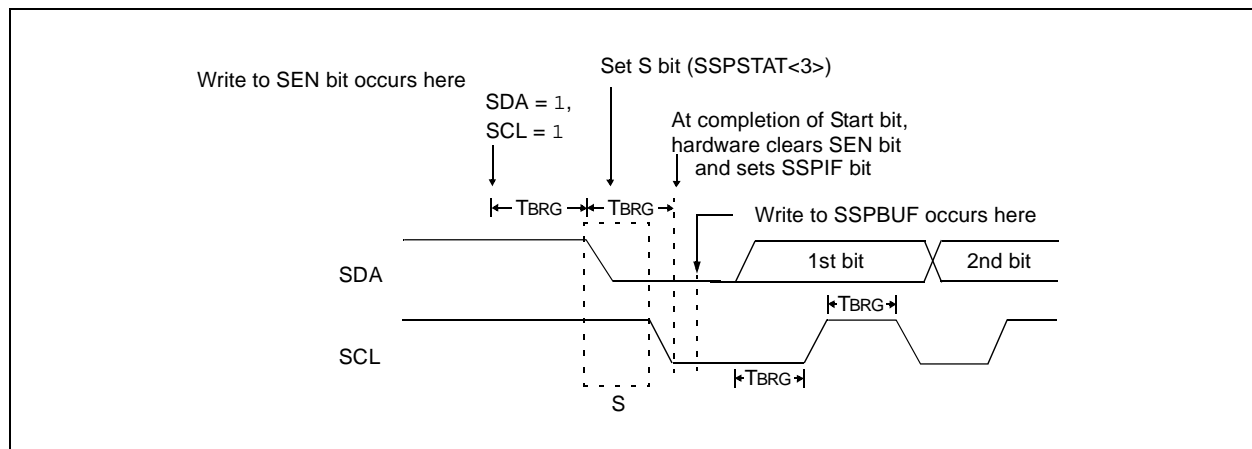 Write to SEN bit occurs here
Set S bit (SSPSTAT<3>)
SDA = 1,
SCL = 1
At completion of Start bit,
hardware clears SEN bit
and sets SSPIF bit
TBRG
TBRG
Write to SSPBUF occurs here
SDA
1st bit
2nd bit
TBRG
SCL
TBRG
S